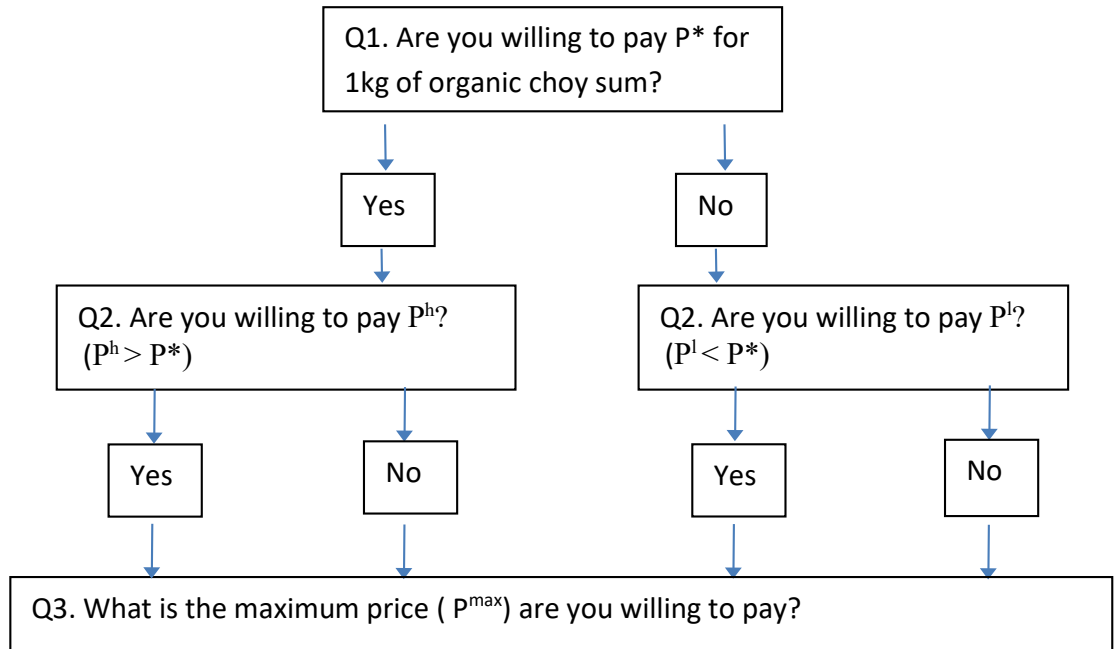 Q1. Are you willing to pay P* for
1kg of organic choy sum?
Yes
No
Q2. Are you willing to pay Pʰ?
(Pʰ > P*)
Q2. Are you willing to pay Pˡ?
(Pˡ < P*)
Yes
No
Yes
No
Q3. What is the maximum price ( Pᵐᵃˣ) are you willing to pay?